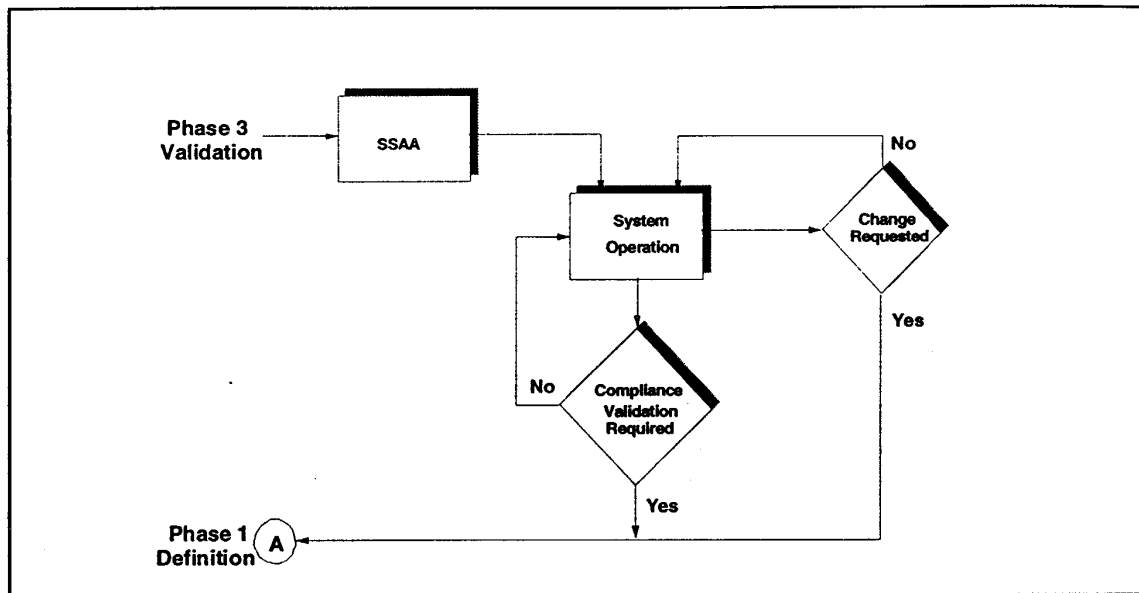 Phase 3
Validation
SSAA
No
System
Operation
Change
Requested
Yes
No
Compliance
Validation
Required
Yes
Phase 1
Definition
A